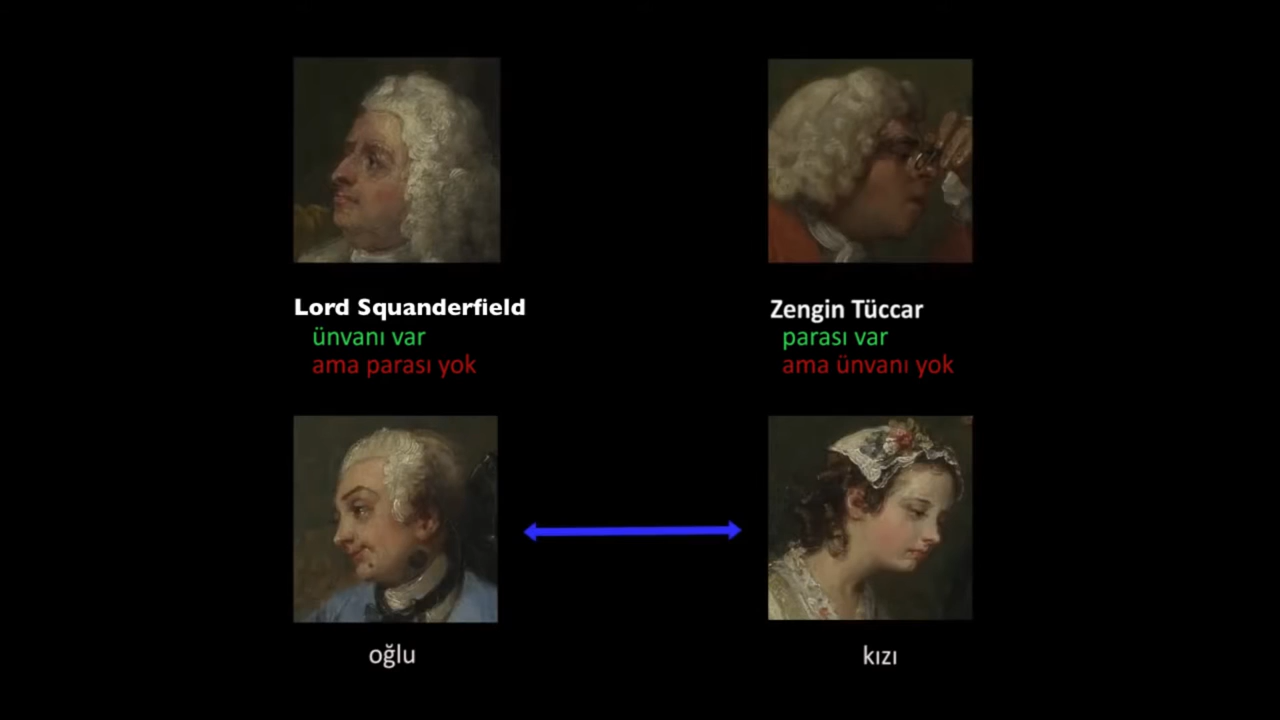 Lord Squanderfield
ünvanı var
ama parası yok
Zengin Tüccar
parası var
ama ünvanı yok
oğlu
kızı